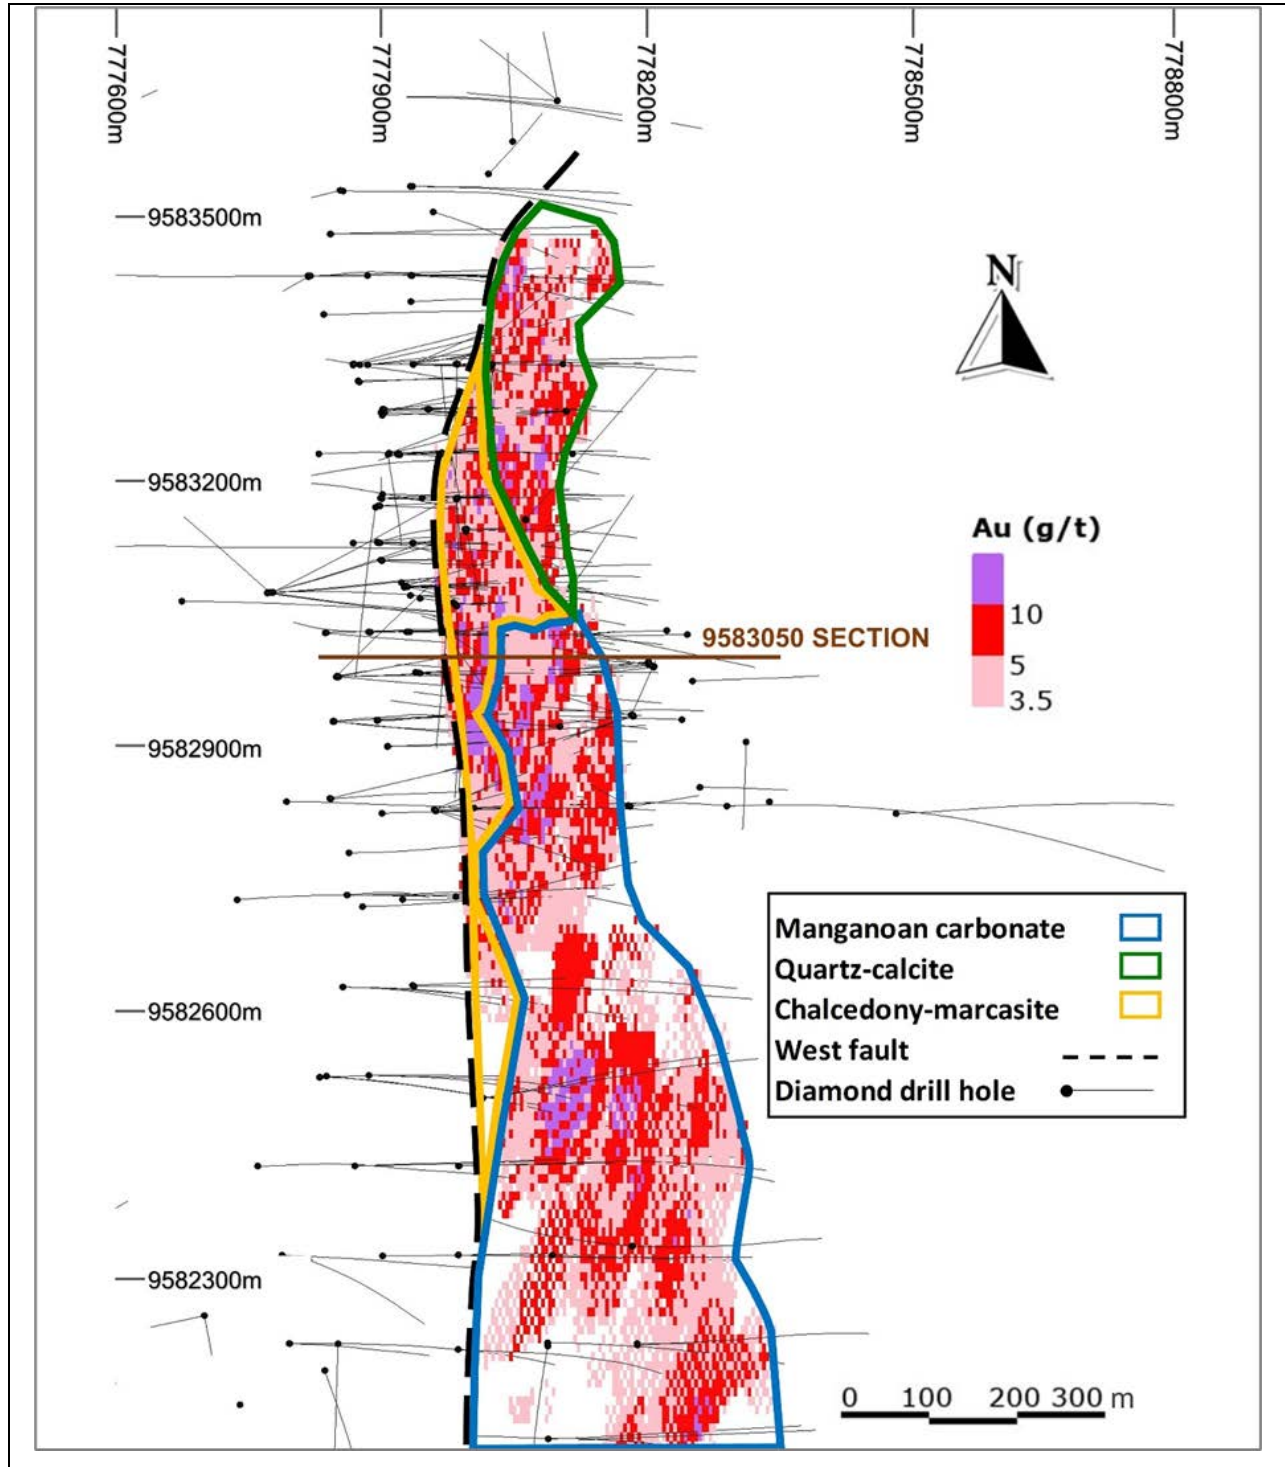 777600m
777900m
778200m
778500m
778800m
9583500m
N
9583200m
Au (g/t)
10
5
3.5
9583050 SECTION
9582900m
Manganoan carbonate
Quartz-calcite
Chalcedony-marcasite
West fault
Diamond drill hole
9582600m
9582300m
0 100 200 300 m